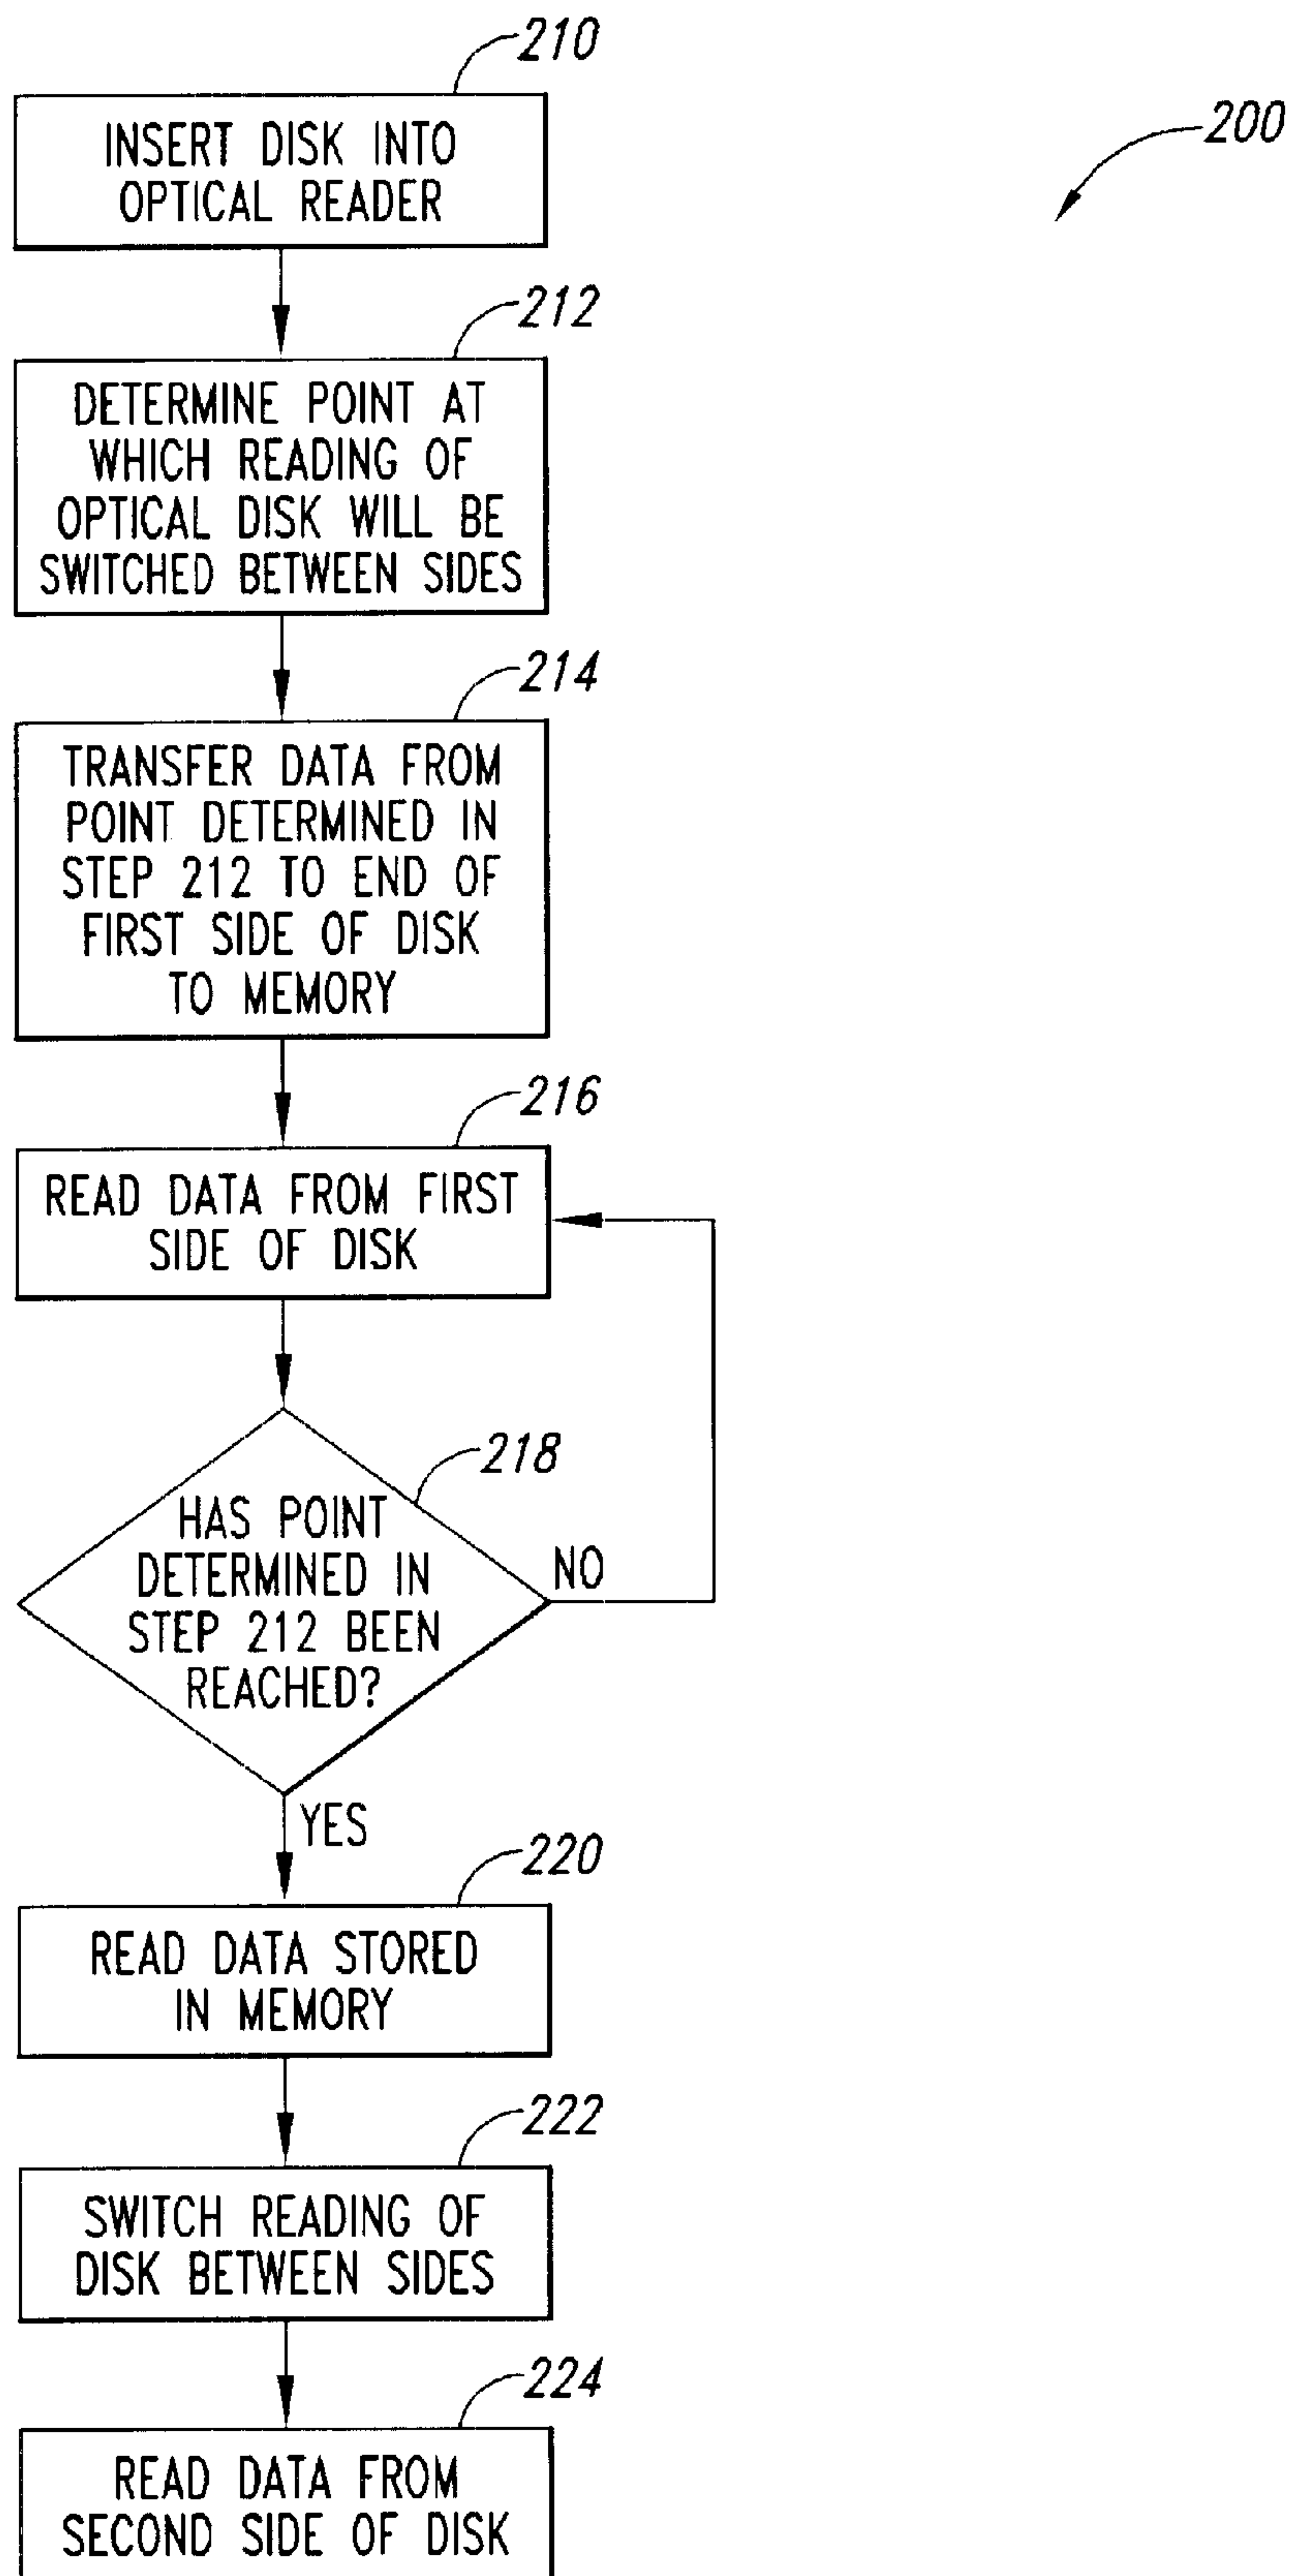 210
200
INSERT DISK INTO
OPTICAL READER
212
DETERMINE POINT AT
WHICH READING OF
OPTICAL DISK WILL BE
SWITCHED BETWEEN SIDES
214
TRANSFER DATA FROM
POINT DETERMINED IN
STEP 212 TO END OF
FIRST SIDE OF DISK
TO MEMORY
216
READ DATA FROM FIRST
SIDE OF DISK
218
HAS POINT
DETERMINED IN
STEP 212 BEEN
REACHED?
NO
YES
220
READ DATA STORED
IN MEMORY
222
SWITCH READING OF
DISK BETWEEN SIDES
224
READ DATA FROM
SECOND SIDE OF DISK